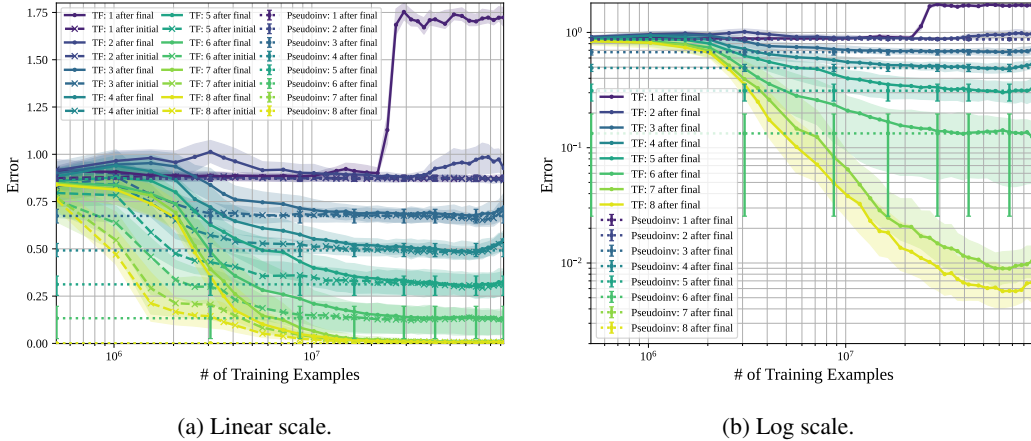 1.75
1.50
1.25
1.00
0.75
0.50
0.25
0.00
Error
TF: 1 after final
TF: 1 after initial
TF: 2 after final
TF: 2 after initial
TF: 3 after final
TF: 3 after initial
TF: 4 after final
TF: 4 after initial
TF: 5 after final
TF: 5 after initial
TF: 6 after final
TF: 6 after initial
TF: 7 after final
TF: 7 after initial
TF: 8 after final
TF: 8 after initial
Pseudoinv: 1 after final
Pseudoinv: 2 after final
Pseudoinv: 3 after final
Pseudoinv: 4 after final
Pseudoinv: 5 after final
Pseudoinv: 6 after final
Pseudoinv: 7 after final
Pseudoinv: 8 after final
10⁶
10⁷
# of Training Examples
(a) Linear scale.
10⁰
10⁻¹
10⁻²
Error
TF: 1 after final
TF: 2 after final
TF: 3 after final
TF: 4 after final
TF: 5 after final
TF: 6 after final
TF: 7 after final
TF: 8 after final
Pseudoinv: 1 after final
Pseudoinv: 2 after final
Pseudoinv: 3 after final
Pseudoinv: 4 after final
Pseudoinv: 5 after final
Pseudoinv: 6 after final
Pseudoinv: 7 after final
Pseudoinv: 8 after final
10⁶
10⁷
# of Training Examples
(b) Log scale.